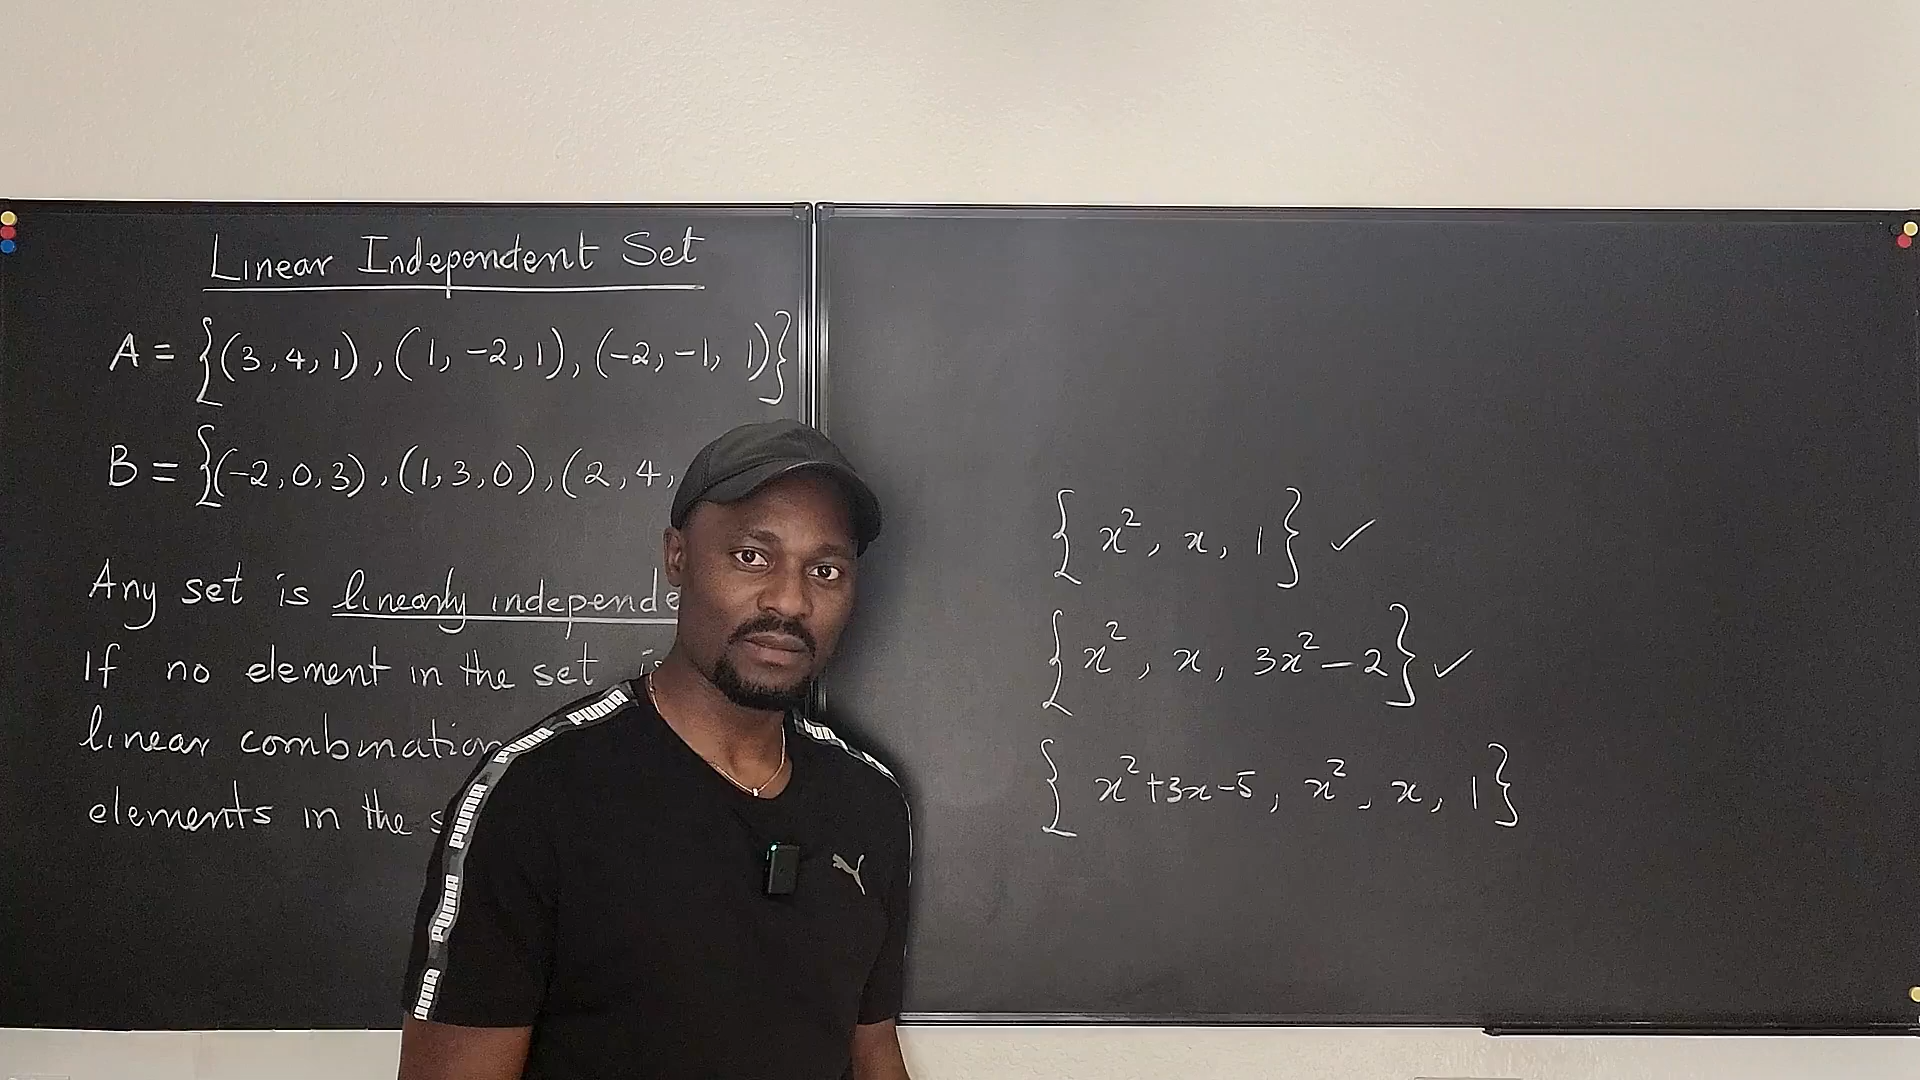 Linear Independent Set
A = {(3, 4, 1), (1, -2, 1), (-2, -1, 1)}
B = {(-2, 0, 3), (1, 3, 0), (2, 4,
Any set is linearly independe
If no element in the set is
linear combination
elements in the s
{ x², x, 1 } ✓
{ x², x, 3x² - 2 } ✓
{ x² + 3x - 5, x², x, 1 }
PUMA
PUMA
PUMA
PUMA
PUMA